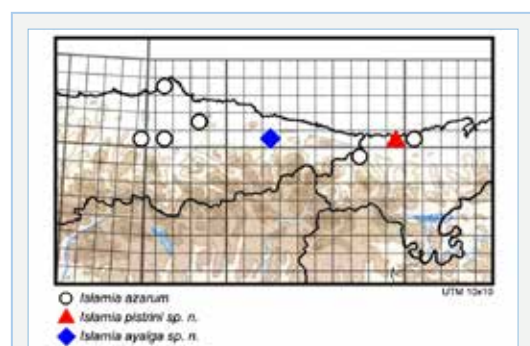 UTM 10x10
Islamia azarum
Islamia pistrini sp. n.
Islamia ayalga sp. n.